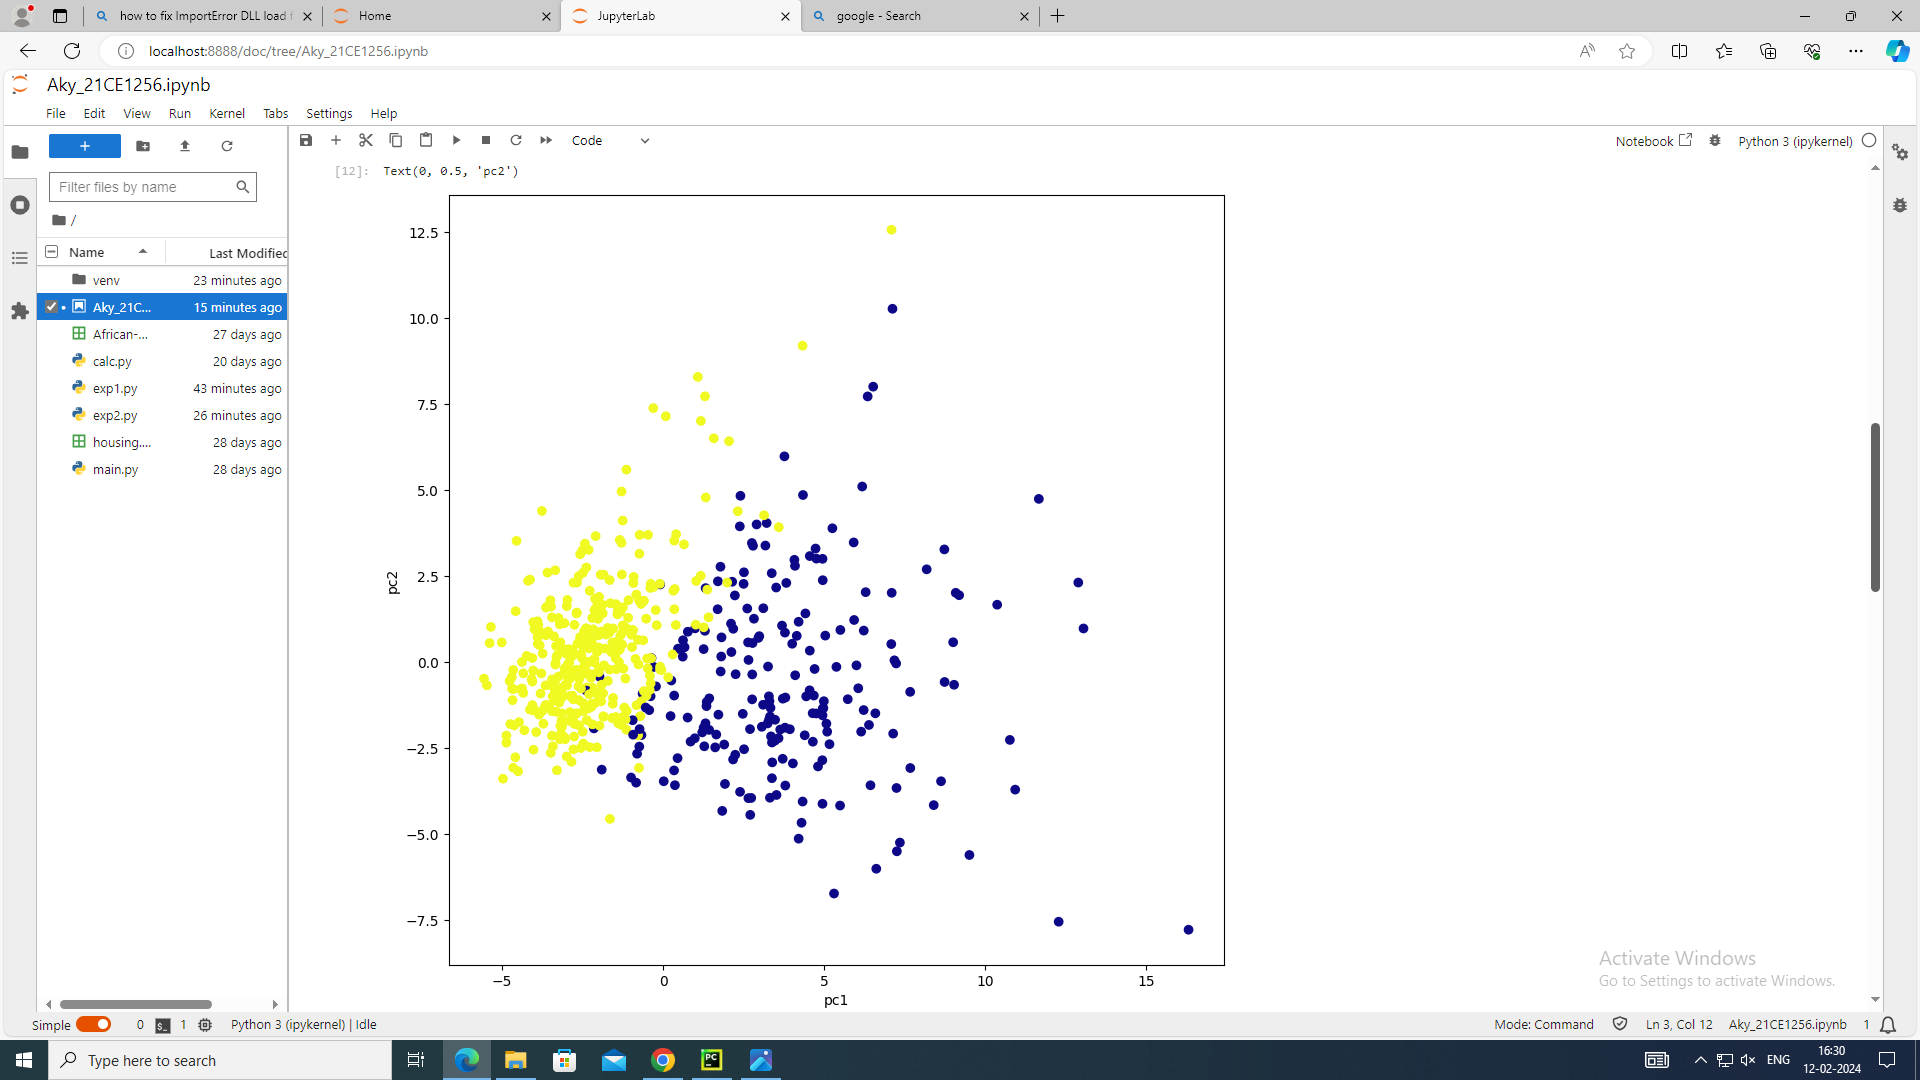 how to fix ImportError DLL load f
Home
JupyterLab
google - Search
localhost:8888/doc/tree/Aky_21CE1256.ipynb
Aky_21CE1256.ipynb
File Edit View Run Kernel Tabs Settings Help
Code
Notebook
Python 3 (ipykernel)
Filter files by name
/
Name Last Modified
venv 23 minutes ago
Aky_21C... 15 minutes ago
African-... 27 days ago
calc.py 20 days ago
exp1.py 43 minutes ago
exp2.py 26 minutes ago
housing.... 28 days ago
main.py 28 days ago
[12]: Text(0, 0.5, 'pc2')
12.5
10.0
7.5
5.0
2.5
0.0
−2.5
−5.0
−7.5
pc2
−5 0 5 10 15
pc1
Activate Windows
Go to Settings to activate Windows.
Simple 0 $_ 1 Python 3 (ipykernel) | Idle
Mode: Command Ln 3, Col 12 Aky_21CE1256.ipynb 1
Type here to search
PC
ENG
16:30
12-02-2024